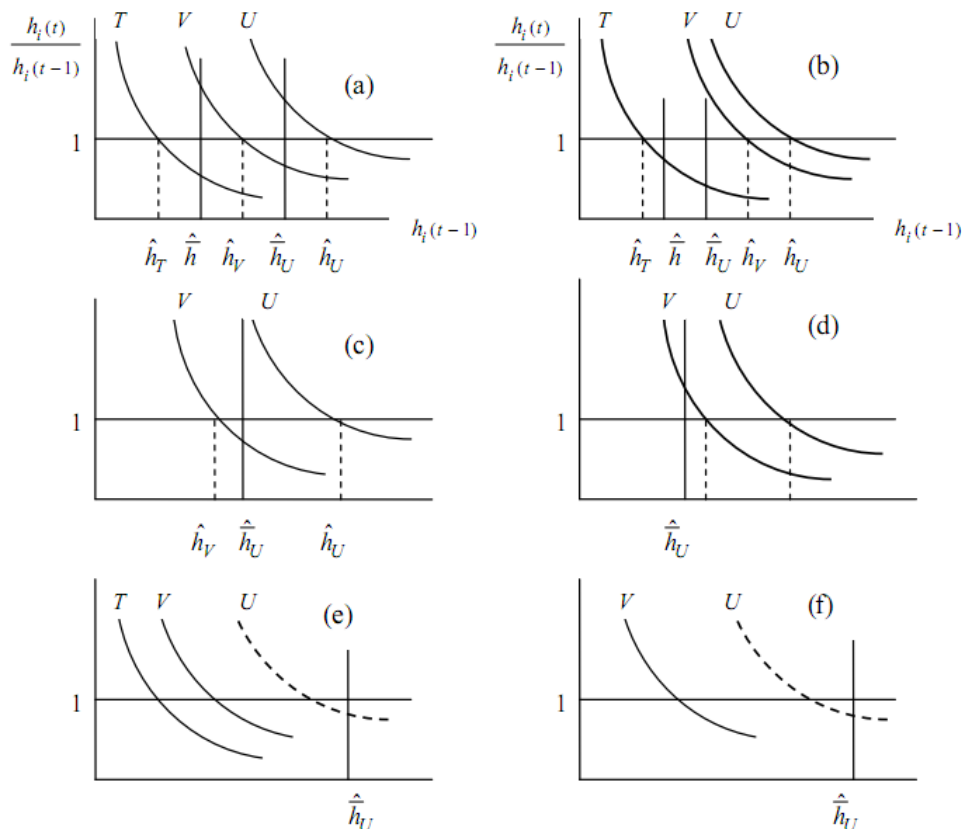 h_i(t) / h_i(t−1) T V U (a) h_i(t) / h_i(t−1) T V U (b)
1 1
h_i(t−1) h_i(t−1)
ĥ_T h̄̂ ĥ_V h̄̂_U ĥ_U ĥ_T h̄̂ h̄̂_U ĥ_V ĥ_U
V U (c) V U (d)
1 1
ĥ_V h̄̂_U ĥ_U h̄̂_U
T V U (e) V U (f)
1 1
h̄̂_U h̄̂_U